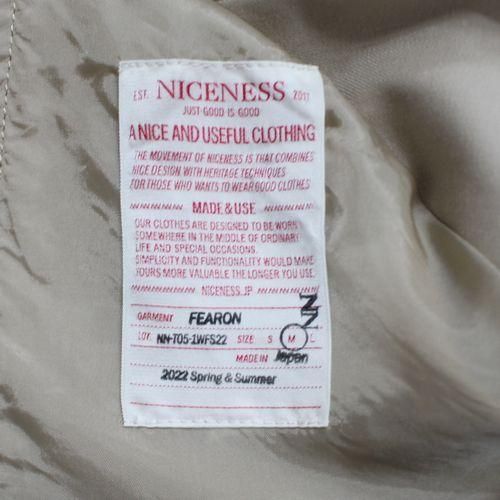 EST. NICENESS 2017
JUST GOOD IS GOOD
A NICE AND USEFUL CLOTHING
THE MOVEMENT OF NICENESS IS THAT COMBINES
NICE DESIGN WITH HERITAGE TECHNIQUES
FOR THOSE WHO WANTS TO WEAR GOOD CLOTHES
MADE & USE
OUR CLOTHES ARE DESIGNED TO BE WORN
SOMEWHERE IN THE MIDDLE OF ORDINARY
LIFE AND SPECIAL OCCASIONS.
SIMPLICITY AND FUNCTIONALITY WOULD MAKE
YOURS MORE VALUABLE THE LONGER YOU USE.
NICENESS.JP
NN
GARMENT FEARON
LOT. NN-T05-1WFS22 SIZE S M L
MADE IN Japan
2022 Spring & Summer